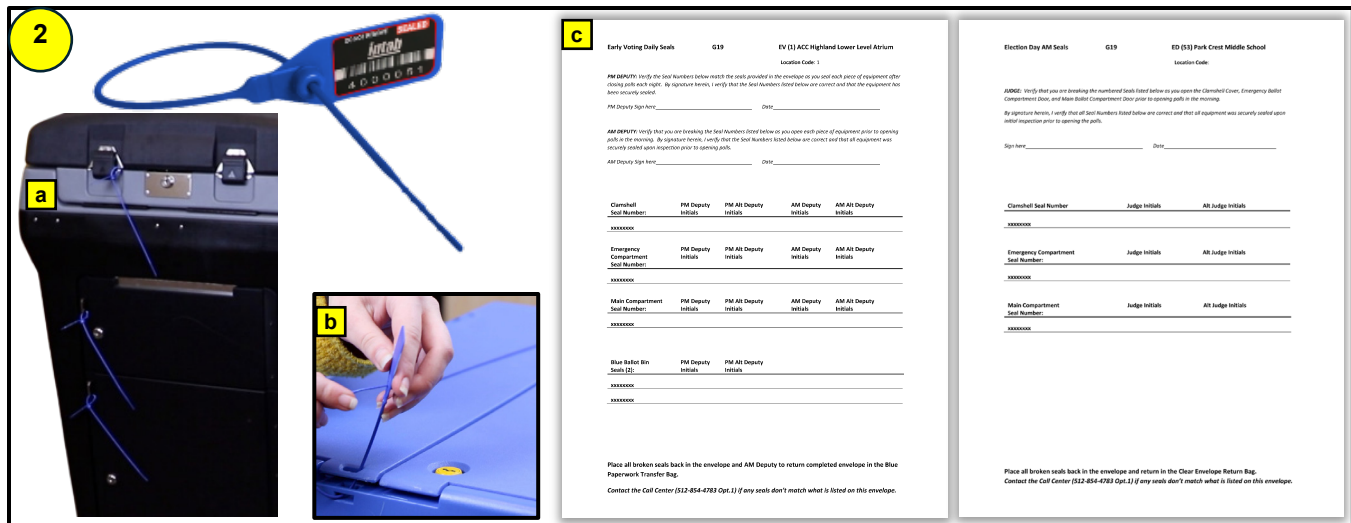 2
DO NOT REMOVE SEALED
intab
4000051
a
b
c
Early Voting Daily Seals G19 EV (1) ACC Highland Lower Level Atrium
Location Code: 1
PM DEPUTY: Verify the Seal Numbers below match the seals provided in the envelope as you seal each piece of equipment after
closing polls each night. By signature herein, I verify that the Seal Numbers listed below are correct and that the equipment has
been securely sealed.
PM Deputy Sign here Date
AM DEPUTY: Verify that you are breaking the Seal Numbers listed below as you open each piece of equipment prior to opening
polls in the morning. By signature herein, I verify that the Seal Numbers listed below are correct and that all equipment was
securely sealed upon inspection prior to opening polls.
AM Deputy Sign here Date
Clamshell PM Deputy PM Alt Deputy AM Deputy AM Alt Deputy
Seal Number: Initials Initials Initials Initials
xxxxxxxx
Emergency PM Deputy PM Alt Deputy AM Deputy AM Alt Deputy
Compartment Initials Initials Initials Initials
Seal Number:
xxxxxxxx
Main Compartment PM Deputy PM Alt Deputy AM Deputy AM Alt Deputy
Seal Number: Initials Initials Initials Initials
xxxxxxxx
Blue Ballot Bin PM Deputy PM Alt Deputy
Seals (2): Initials Initials
xxxxxxxx
xxxxxxxx
Place all broken seals back in the envelope and AM Deputy to return completed envelope in the Blue
Paperwork Transfer Bag.
Contact the Call Center (512-854-4783 Opt.1) if any seals don't match what is listed on this envelope.
Election Day AM Seals G19 ED (53) Park Crest Middle School
Location Code:
JUDGE: Verify that you are breaking the numbered Seals listed below as you open the Clamshell Cover, Emergency Ballot
Compartment Door, and Main Ballot Compartment Door prior to opening polls in the morning.
By signature herein, I verify that all Seal Numbers listed below are correct and that all equipment was securely sealed upon
initial inspection prior to opening the polls.
Sign here Date
Clamshell Seal Number Judge Initials Alt Judge Initials
xxxxxxxx
Emergency Compartment Judge Initials Alt Judge Initials
Seal Number:
xxxxxxxx
Main Compartment Judge Initials Alt Judge Initials
Seal Number:
xxxxxxxx
Place all broken seals back in the envelope and return in the Clear Envelope Return Bag.
Contact the Call Center (512-854-4783 Opt.1) if any seals don't match what is listed on this envelope.